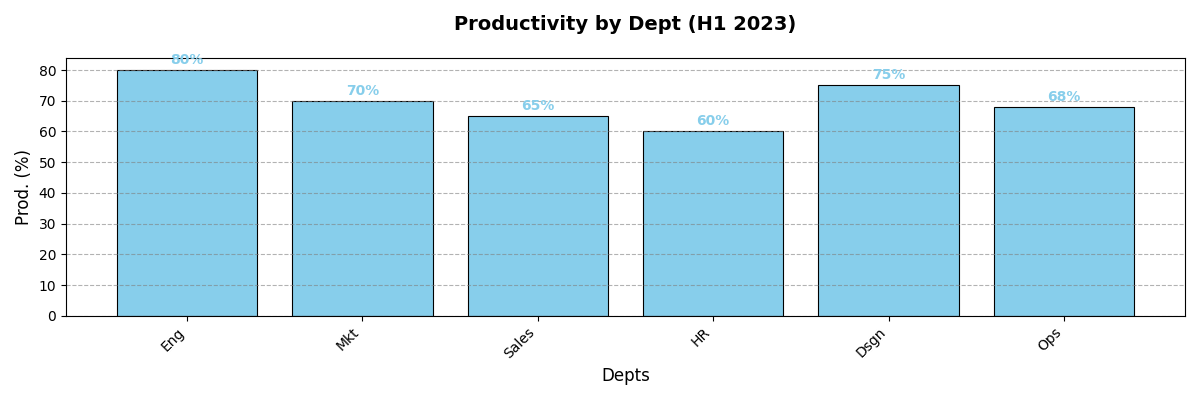 Productivity by Dept (H1 2023)
Prod. (%)
80
70
60
50
40
30
20
10
0
80%
70%
65%
60%
75%
68%
Eng
Mkt
Sales
HR
Dsgn
Ops
Depts